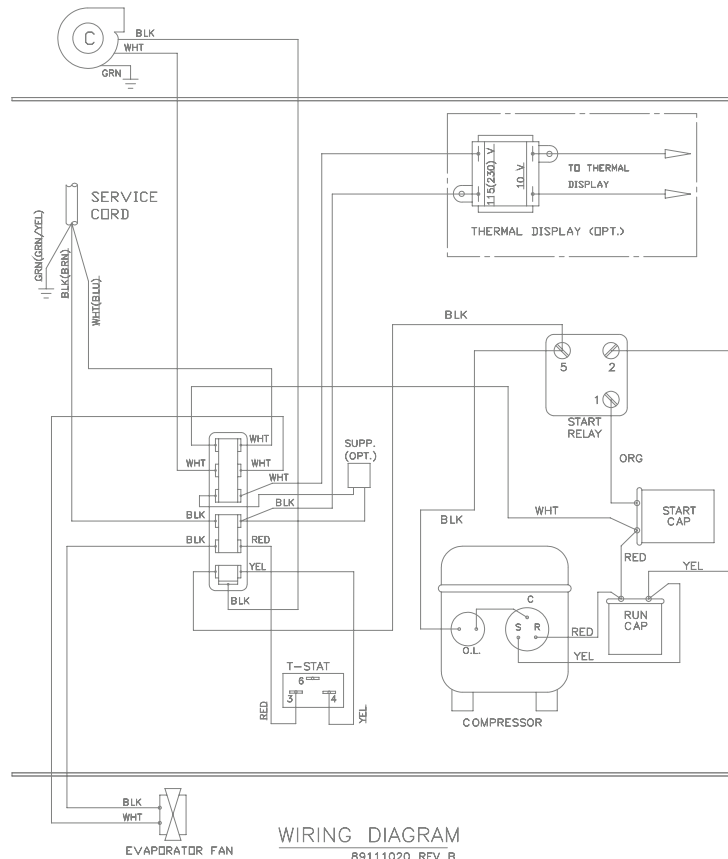 C
BLK
WHT
GRN
SERVICE
CORD
GRN(GRN/YEL)
BLK(BRN)
WHT(BLU)
115(230) V
10 V
TO THERMAL
DISPLAY
THERMAL DISPLAY (OPT.)
BLK
5
2
1
START
RELAY
ORG
WHT
SUPP.
(OPT.)
WHT
WHT
WHT
BLK
BLK
BLK
RED
YEL
BLK
BLK
WHT
START
CAP
RED
YEL
RUN
CAP
C
S
R
O.L.
RED
YEL
COMPRESSOR
T-STAT
6
3
4
RED
YEL
BLK
WHT
EVAPORATOR FAN
WIRING DIAGRAM
89111020 REV B